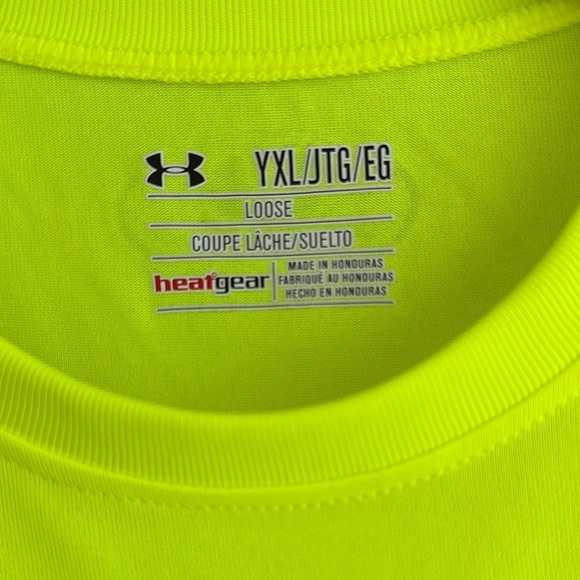 YXL/JTG/EG
LOOSE
COUPE LÂCHE/SUELTO
heatgear
MADE IN HONDURAS
FABRIQUÉ AU HONDURAS
HECHO EN HONDURAS